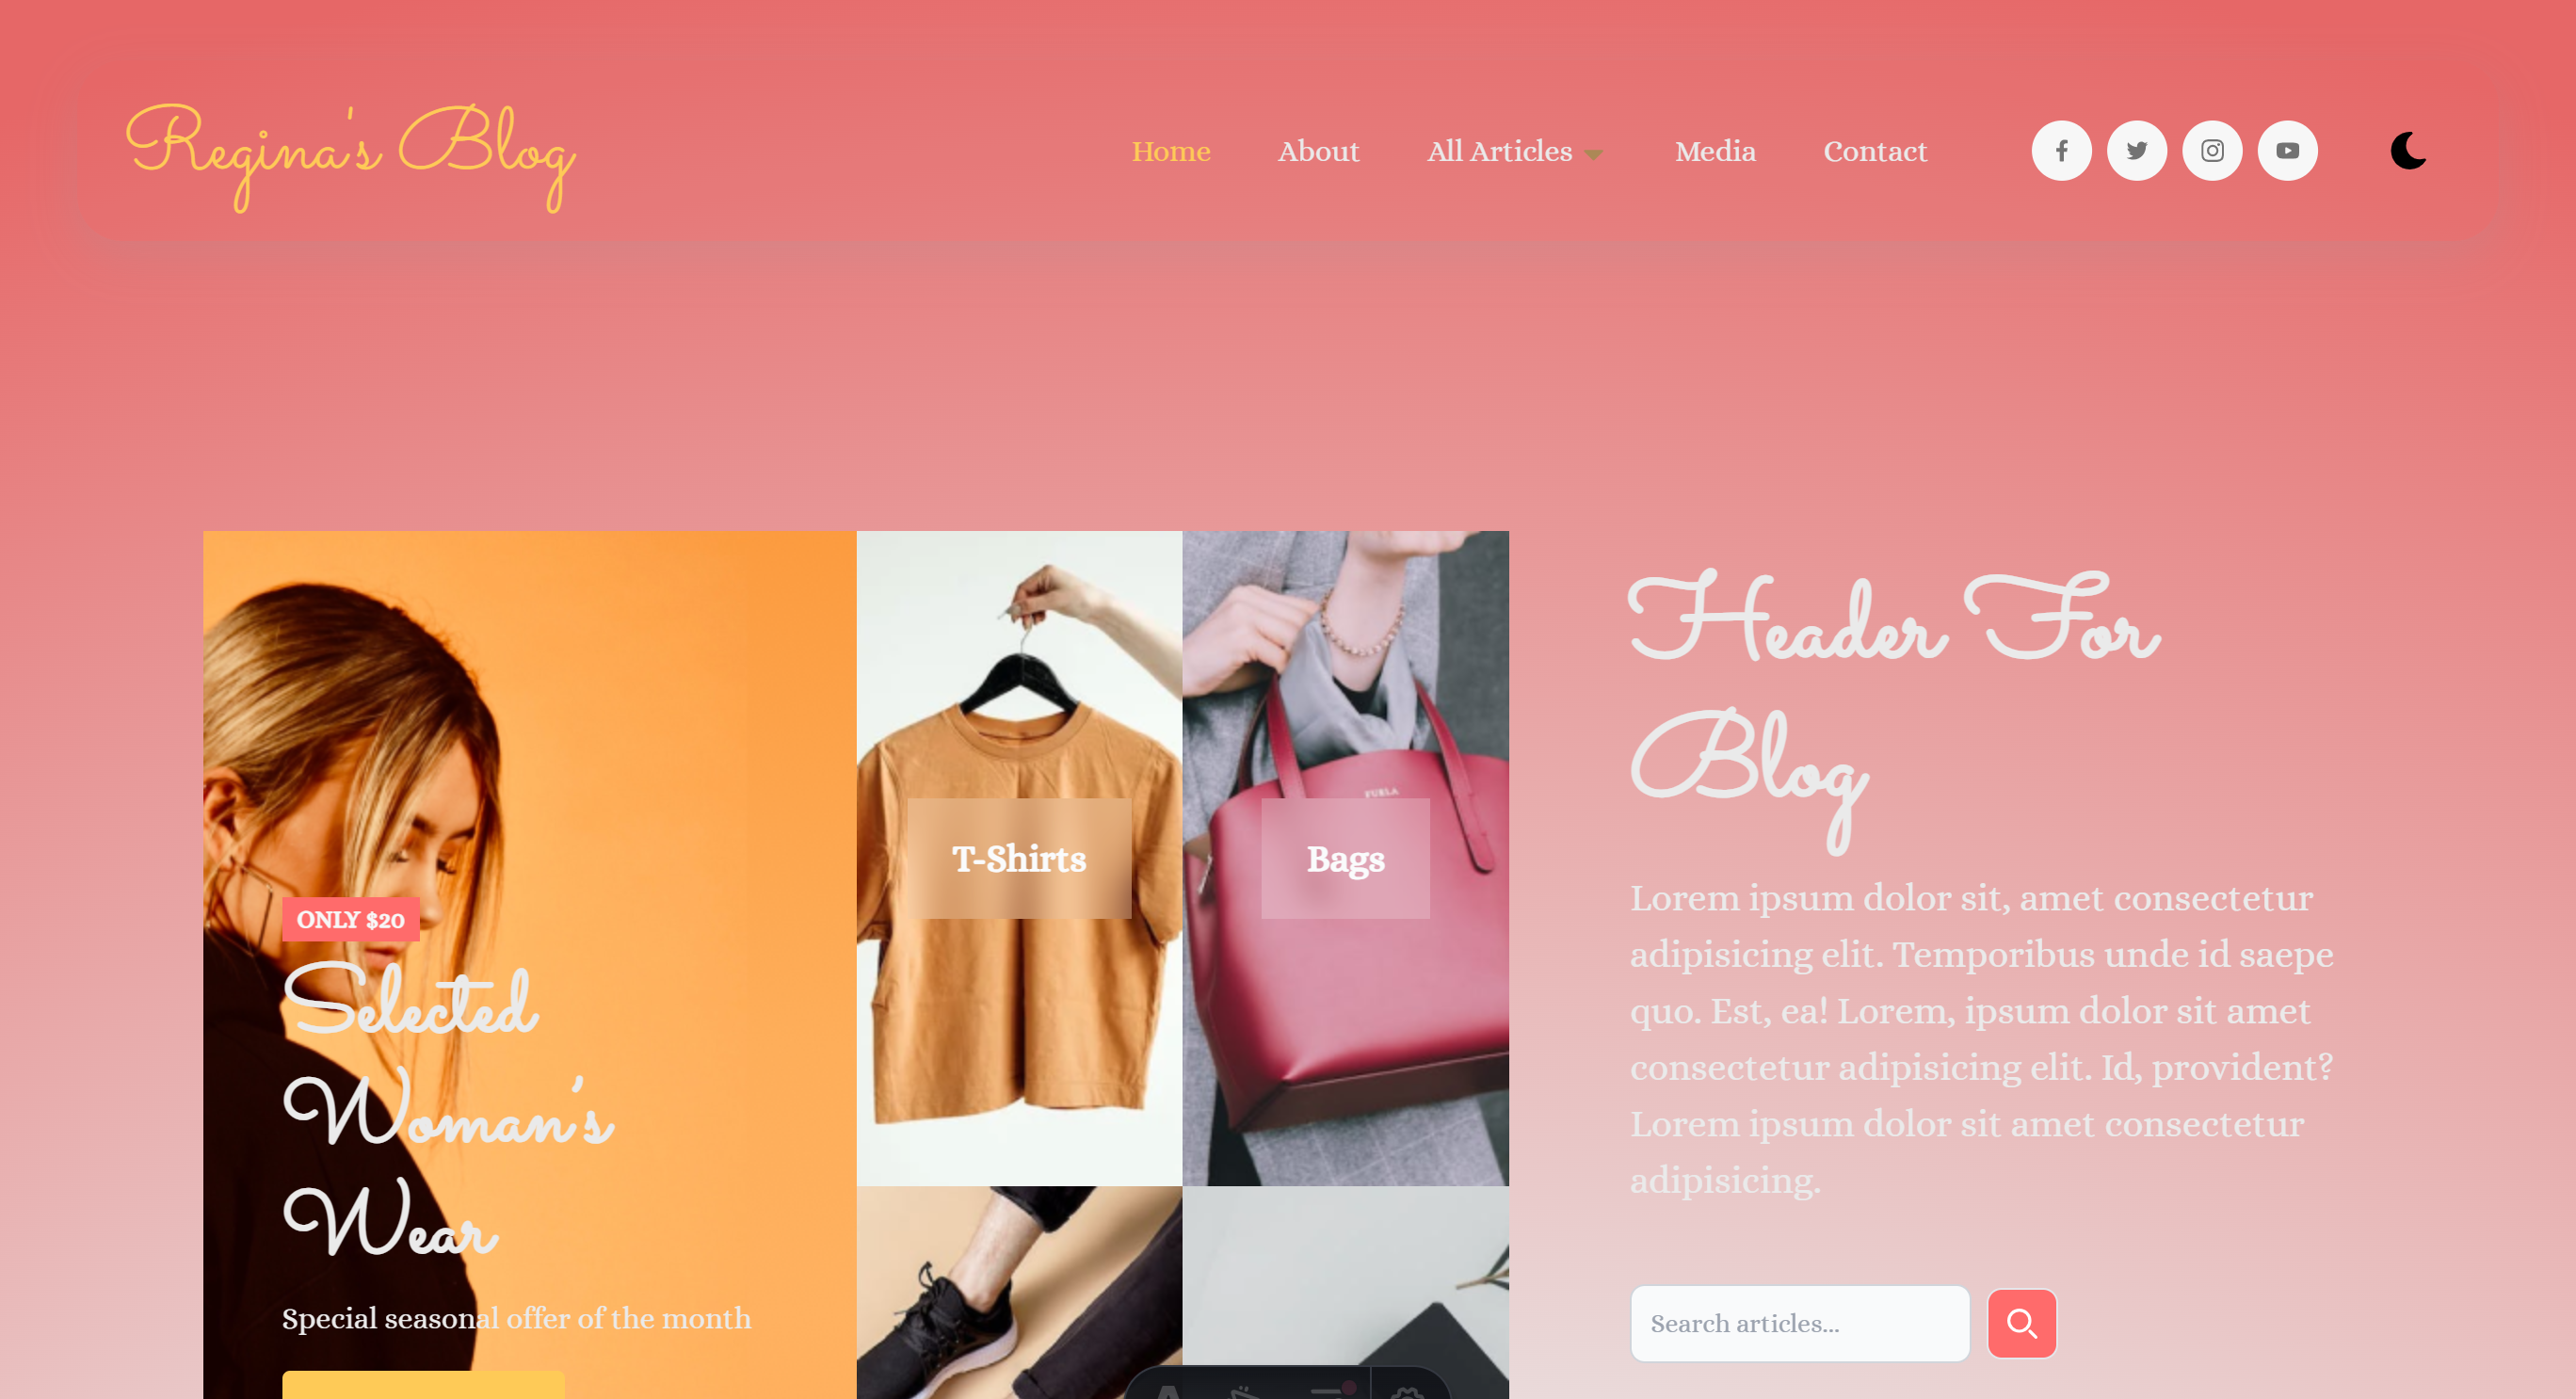 Regina's Blog
Home About All Articles Media Contact
ONLY $20
Selected
Woman's
Wear
Special seasonal offer of the month
T-Shirts
FURLA
Bags
Header For
Blog
Lorem ipsum dolor sit, amet consectetur
adipisicing elit. Temporibus unde id saepe
quo. Est, ea! Lorem, ipsum dolor sit amet
consectetur adipisicing elit. Id, provident?
Lorem ipsum dolor sit amet consectetur
adipisicing.
Search articles...